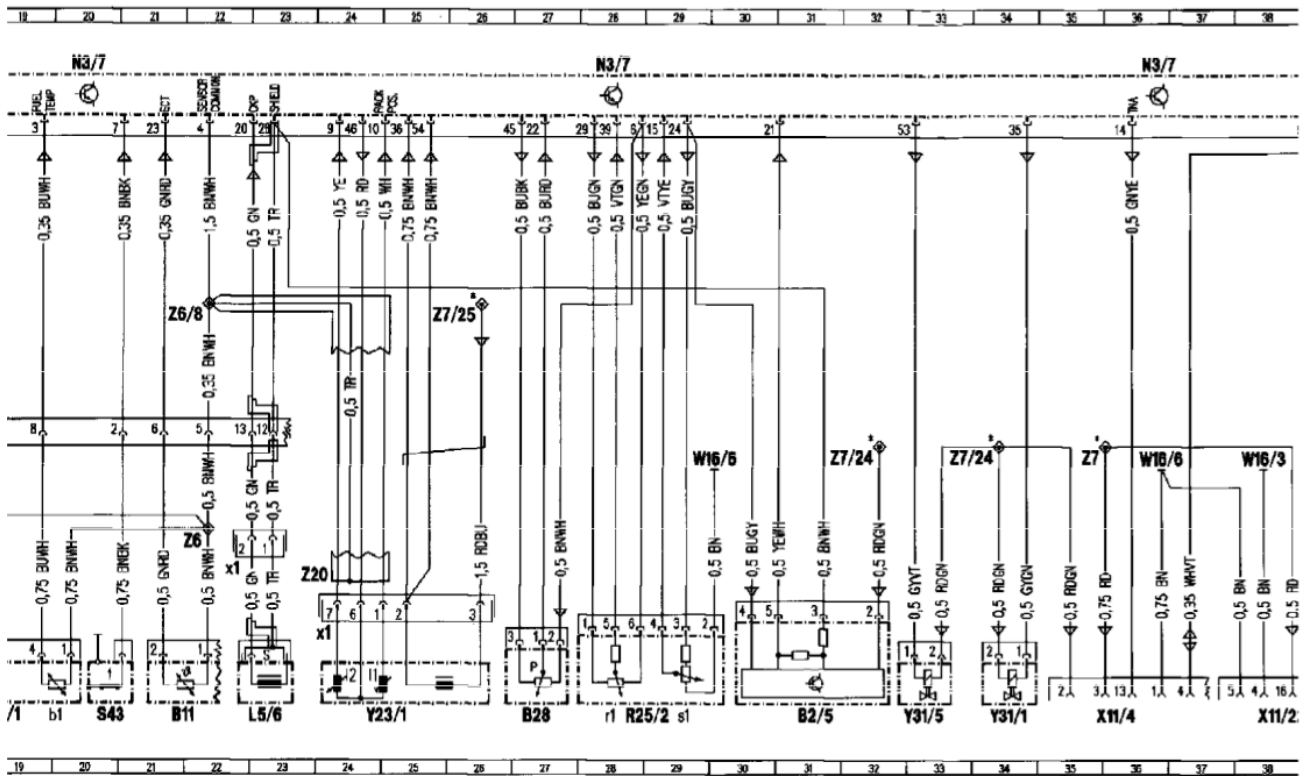 19 20 21 22 23 24 25 26 27 28 29 30 31 32 33 34 35 36 37 38
N3/7 N3/7 N3/7
FUEL TEMP ECT SENSOR COMMON CKP SHIELD RACK POS. TNA
3 7 23 4 20 28 9 46 10 36 54 45 22 29 39 6 15 24 21 53 35 14
0,35 BUWH 0,35 BNBK 0,35 GNRD 1,5 BNWH 0,5 GN 0,5 TR 0,5 YE 0,5 RD 0,5 WH 0,75 BNWH 0,75 BNWH 0,5 BUBK 0,5 BURD 0,5 BUGN 0,5 VTGN 0,5 YEGN 0,5 VTYE 0,5 BUGY 0,5 GNYE
Z6/8 Z7/25
0,35 BNWH 0,5 TR
8 2 6 5 13 12
W16/5 Z7/24 Z7/24 Z7 W16/6 W16/3
0,5 BNWH 0,5 GN 0,5 TR
Z6 2 1
x1
Z20
0,75 BUWH 0,75 BNWH 0,75 BNBK 0,5 GNRD 0,5 BNWH 0,5 GN 0,5 TR 1,5 RDBU 0,5 BNWH 0,5 BN 0,5 BUGY 0,5 YEWH 0,5 BNWH 0,5 RDGN 0,5 GYVT 0,5 RDGN 0,5 RDGN 0,5 GYGN 0,5 RDGN 0,75 RD 0,75 BN 0,35 WHVT 0,5 BN 0,5 BN 0,5 RD
7 6 1 2 3
x1
4 1 2 1 S 3 1 2 1 5 6 4 3 2 4 5 3 2 1 2 2 1
P
2 3 13 1 4 5 4 16
/1 b1 S43 B11 L5/6 Y23/1 B28 r1 R25/2 s1 B2/5 Y31/5 Y31/1 X11/4 X11/2
19 20 21 22 23 24 25 26 27 28 29 30 31 32 33 34 35 36 37 38